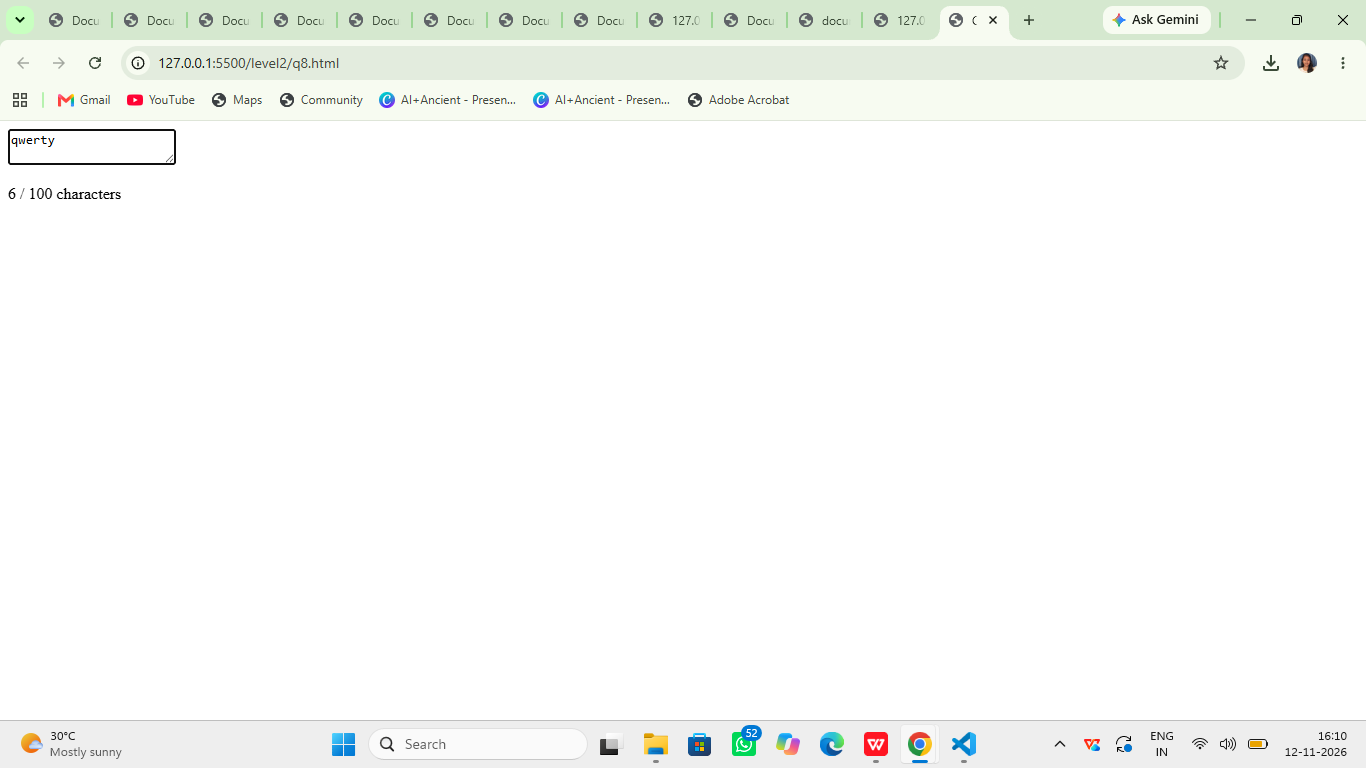 Docu
Docu
Docu
Docu
Docu
Docu
Docu
Docu
127.0
Docu
docu
127.0
Ask Gemini
127.0.0.1:5500/level2/q8.html
Gmail
YouTube
Maps
Community
AI+Ancient - Presen...
AI+Ancient - Presen...
Adobe Acrobat
qwerty
6 / 100 characters
30°C
Mostly sunny
Search
52
ENG
IN
16:10
12-11-2026